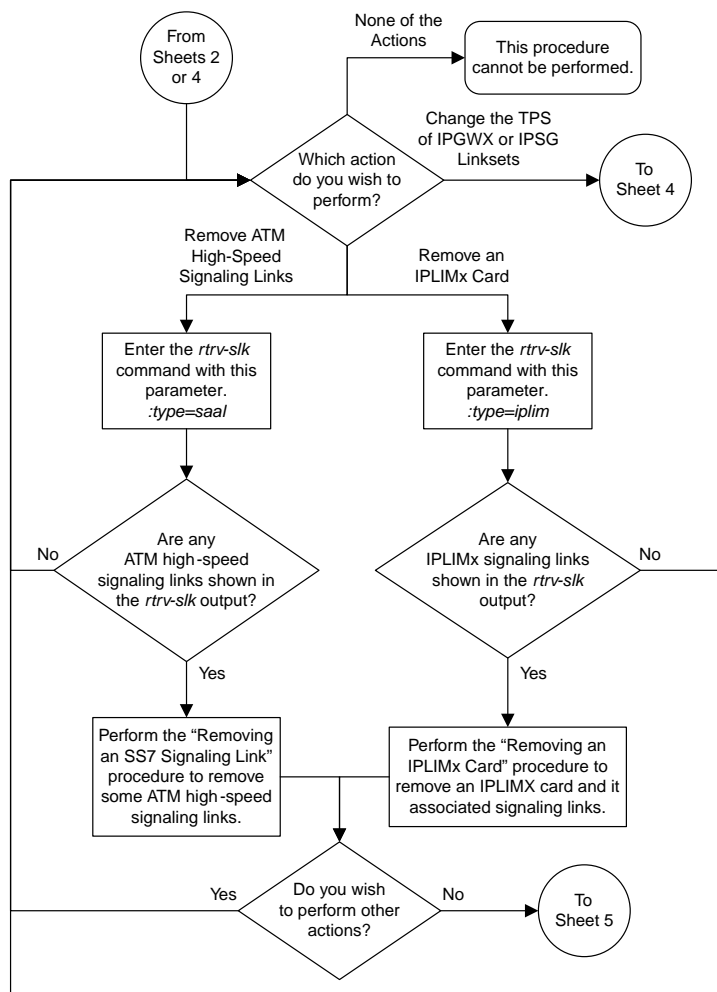 From
Sheets 2
or 4
None of the
Actions
This procedure
cannot be performed.
Change the TPS
of IPGWX or IPSG
Linksets
Which action
do you wish to
perform?
To
Sheet 4
Remove ATM
High-Speed
Signaling Links
Remove an
IPLIMx Card
Enter the rtrv-slk
command with this
parameter.
:type=saal
Enter the rtrv-slk
command with this
parameter.
:type=iplim
No
Are any
ATM high-speed
signaling links shown in
the rtrv-slk output?
Are any
IPLIMx signaling links
shown in the rtrv-slk
output?
No
Yes
Yes
Perform the “Removing
an SS7 Signaling Link”
procedure to remove
some ATM high-speed
signaling links.
Perform the “Removing an
IPLIMx Card” procedure to
remove an IPLIMX card and it
associated signaling links.
Yes
Do you wish
to perform other
actions?
No
To
Sheet 5